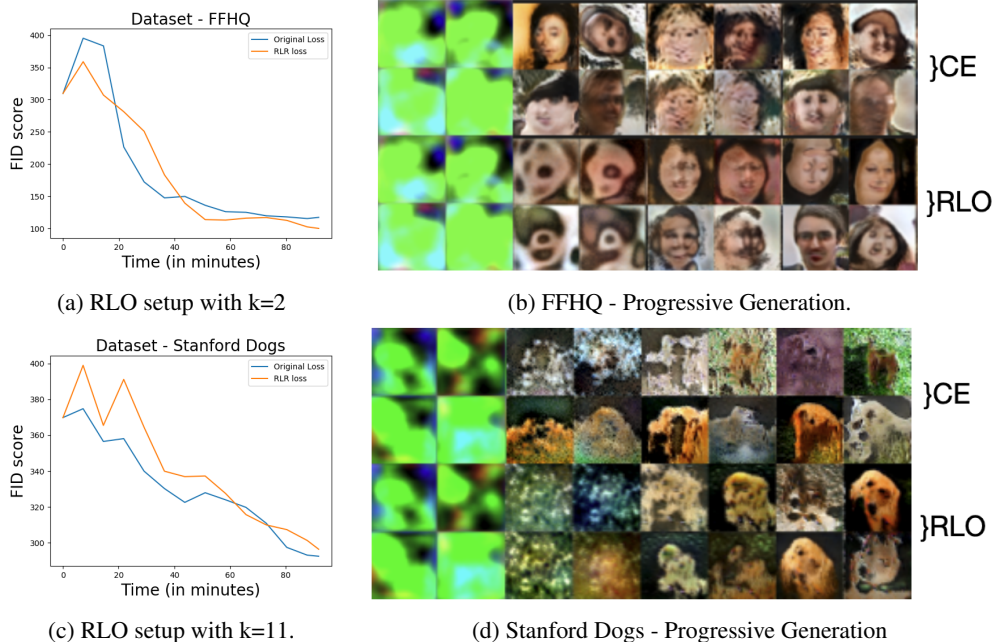 Dataset - FFHQ
Original Loss
RLR loss
400
350
300
250
200
150
100
FID score
0 20 40 60 80
Time (in minutes)
(a) RLO setup with k=2
}CE
}RLO
(b) FFHQ - Progressive Generation.
Dataset - Stanford Dogs
Original Loss
RLR loss
400
380
360
340
320
300
FID score
0 20 40 60 80
Time (in minutes)
(c) RLO setup with k=11.
}CE
}RLO
(d) Stanford Dogs - Progressive Generation